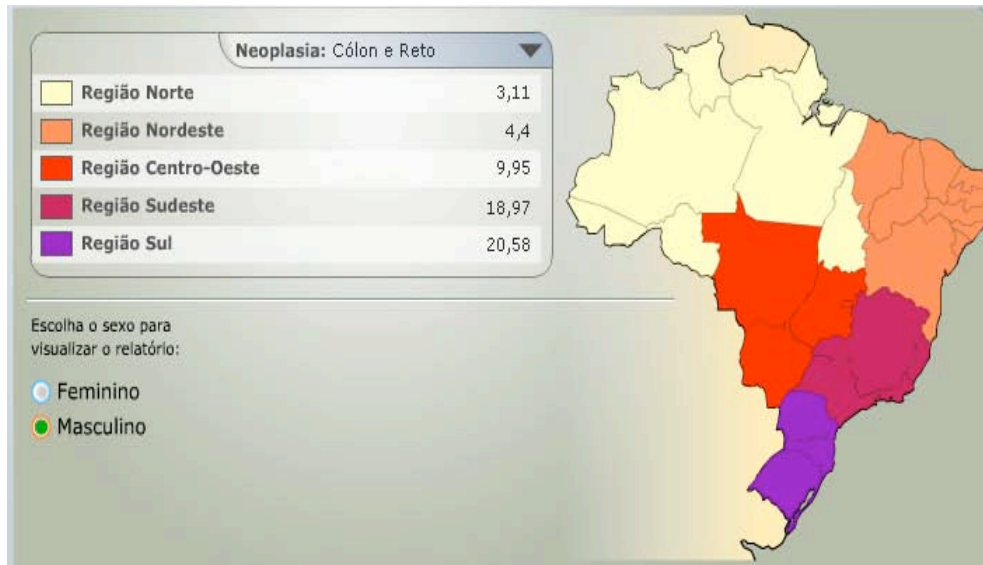 Neoplasia: Cólon e Reto
Região Norte 3,11
Região Nordeste 4,4
Região Centro-Oeste 9,95
Região Sudeste 18,97
Região Sul 20,58
Escolha o sexo para
visualizar o relatório:
Feminino
Masculino